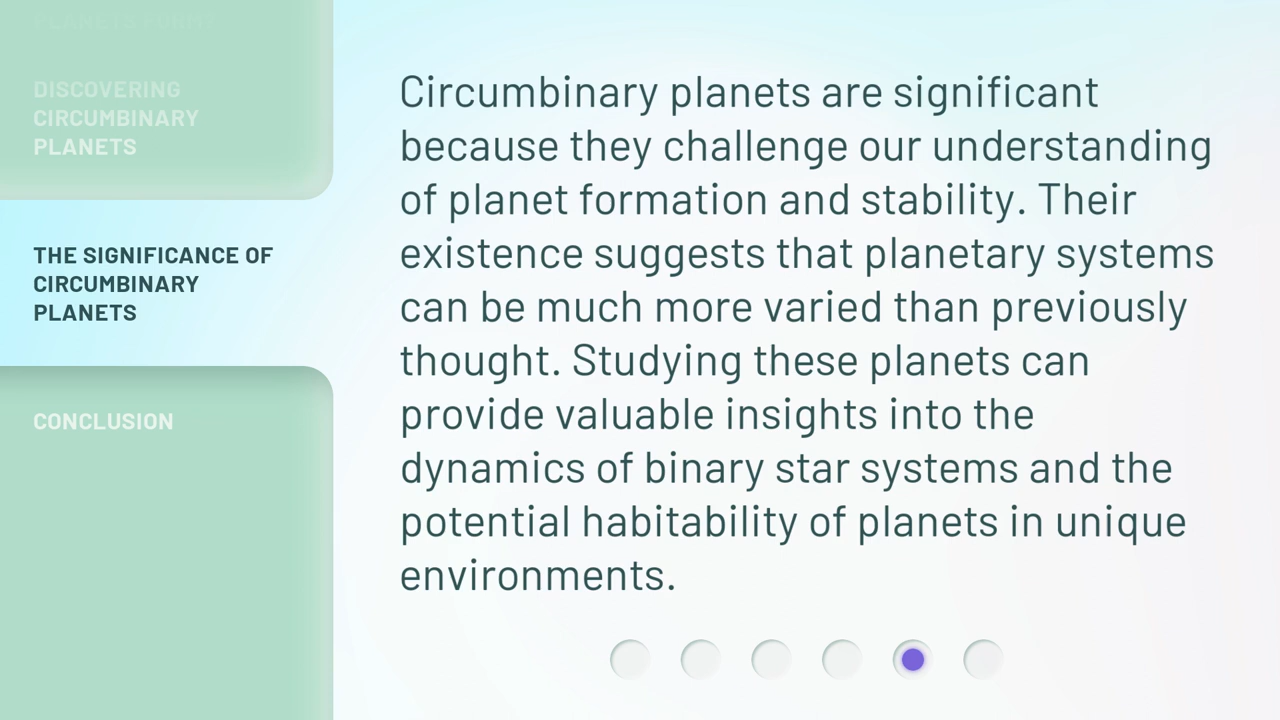 DISCOVERING
CIRCUMBINARY
PLANETS
THE SIGNIFICANCE OF
CIRCUMBINARY
PLANETS
CONCLUSION
Circumbinary planets are significant
because they challenge our understanding
of planet formation and stability. Their
existence suggests that planetary systems
can be much more varied than previously
thought. Studying these planets can
provide valuable insights into the
dynamics of binary star systems and the
potential habitability of planets in unique
environments.